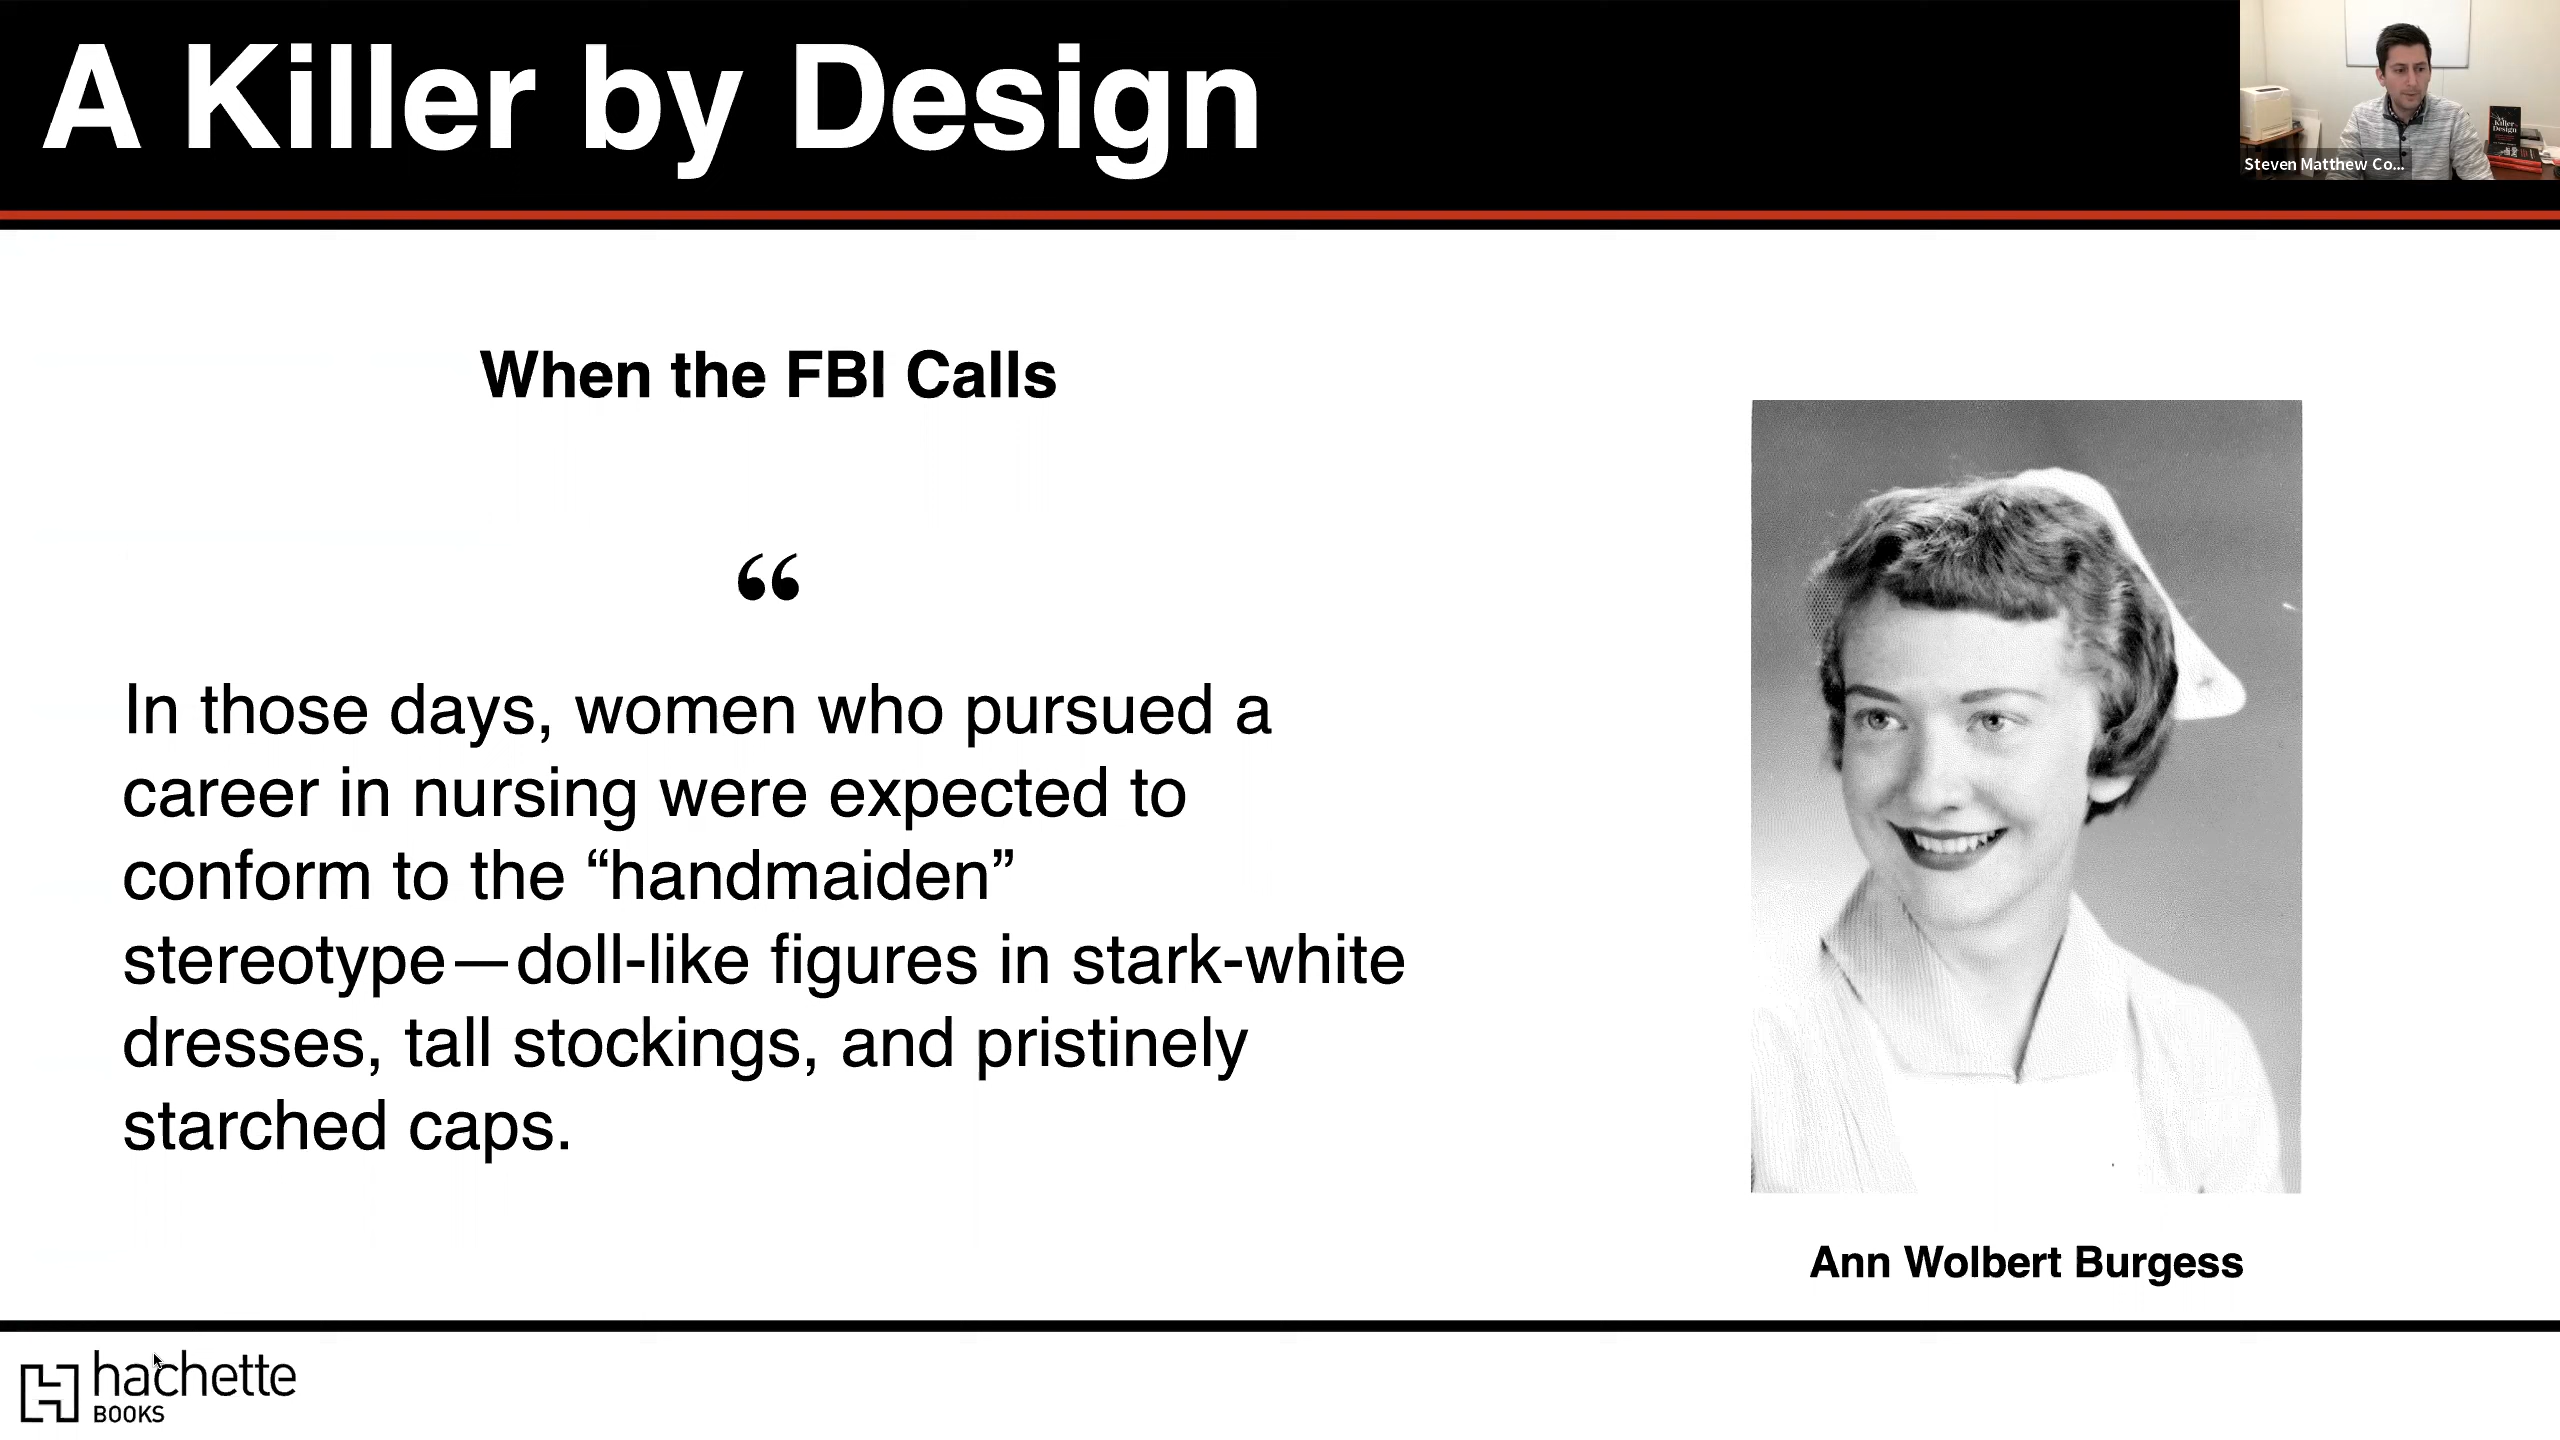 A Killer by Design
Steven Matthew Co...
When the FBI Calls
“
In those days, women who pursued a
career in nursing were expected to
conform to the “handmaiden”
stereotype—doll-like figures in stark-white
dresses, tall stockings, and pristinely
starched caps.
Ann Wolbert Burgess
hachette
BOOKS
Killer
Design